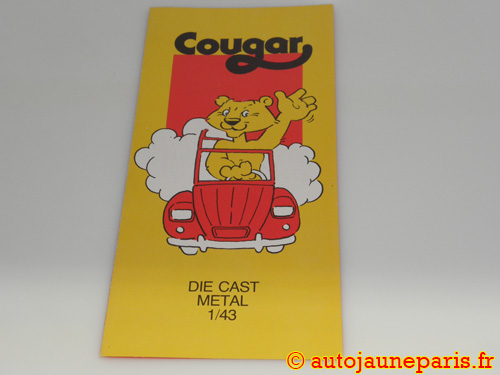 Cougar
DIE CAST
METAL
1/43
© autojauneparis.fr